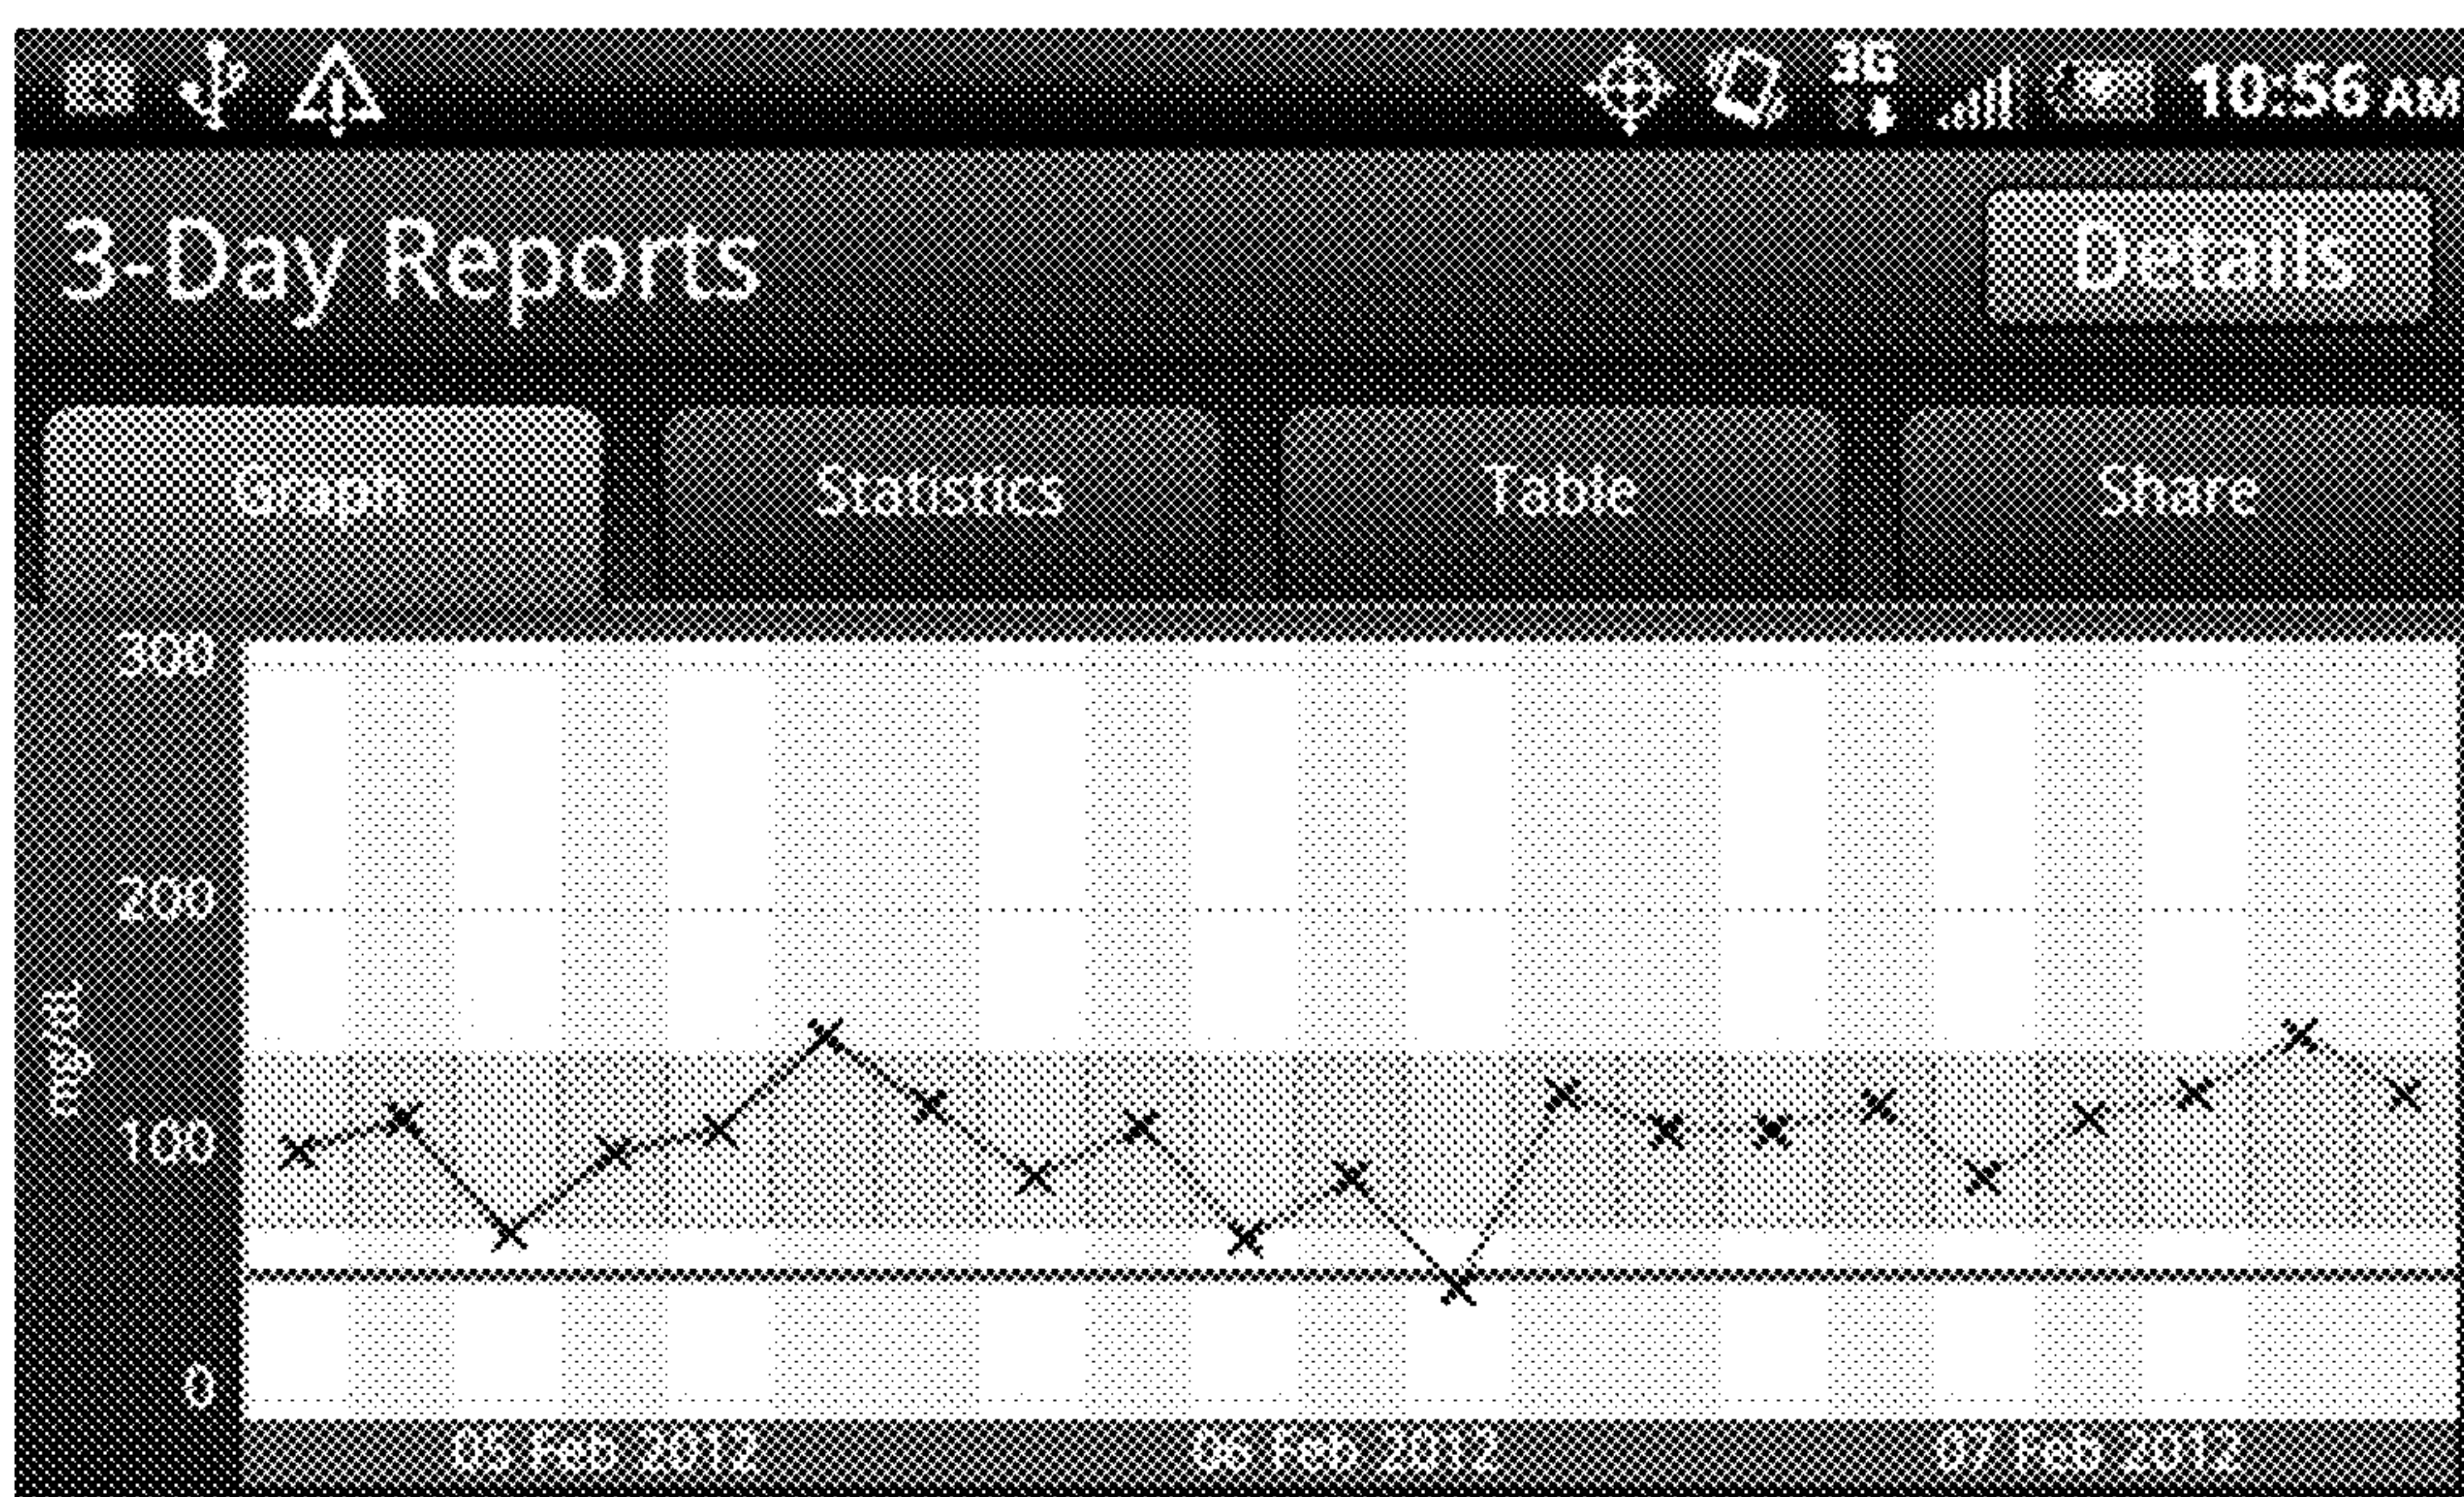 3G 10:56 AM
3-Day Reports
Details
Graph Statistics Table Share
300
200
mg/dL
100
0
05 Feb 2012 06 Feb 2012 07 Feb 2012